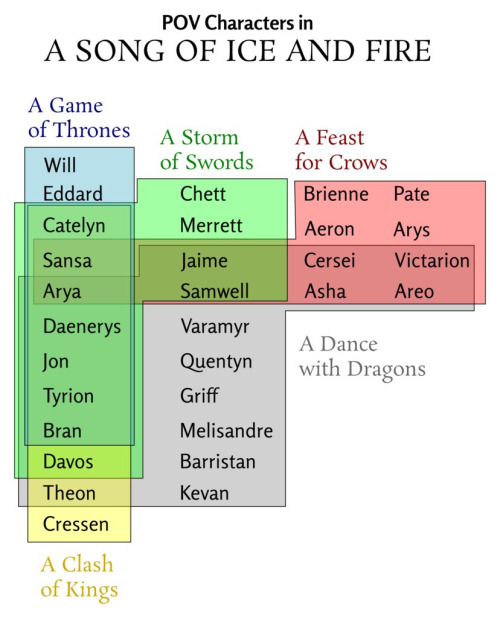 POV Characters in
A SONG OF ICE AND FIRE
A Game
of Thrones
A Storm
of Swords
A Feast
for Crows
Will
Eddard
Chett
Brienne Pate
Catelyn
Merrett
Aeron Arys
Sansa
Jaime
Cersei Victarion
Arya
Samwell
Asha Areo
Daenerys
Varamyr
Jon
Quentyn
A Dance
with Dragons
Tyrion
Griff
Bran
Melisandre
Davos
Barristan
Theon
Kevan
Cressen
A Clash
of Kings